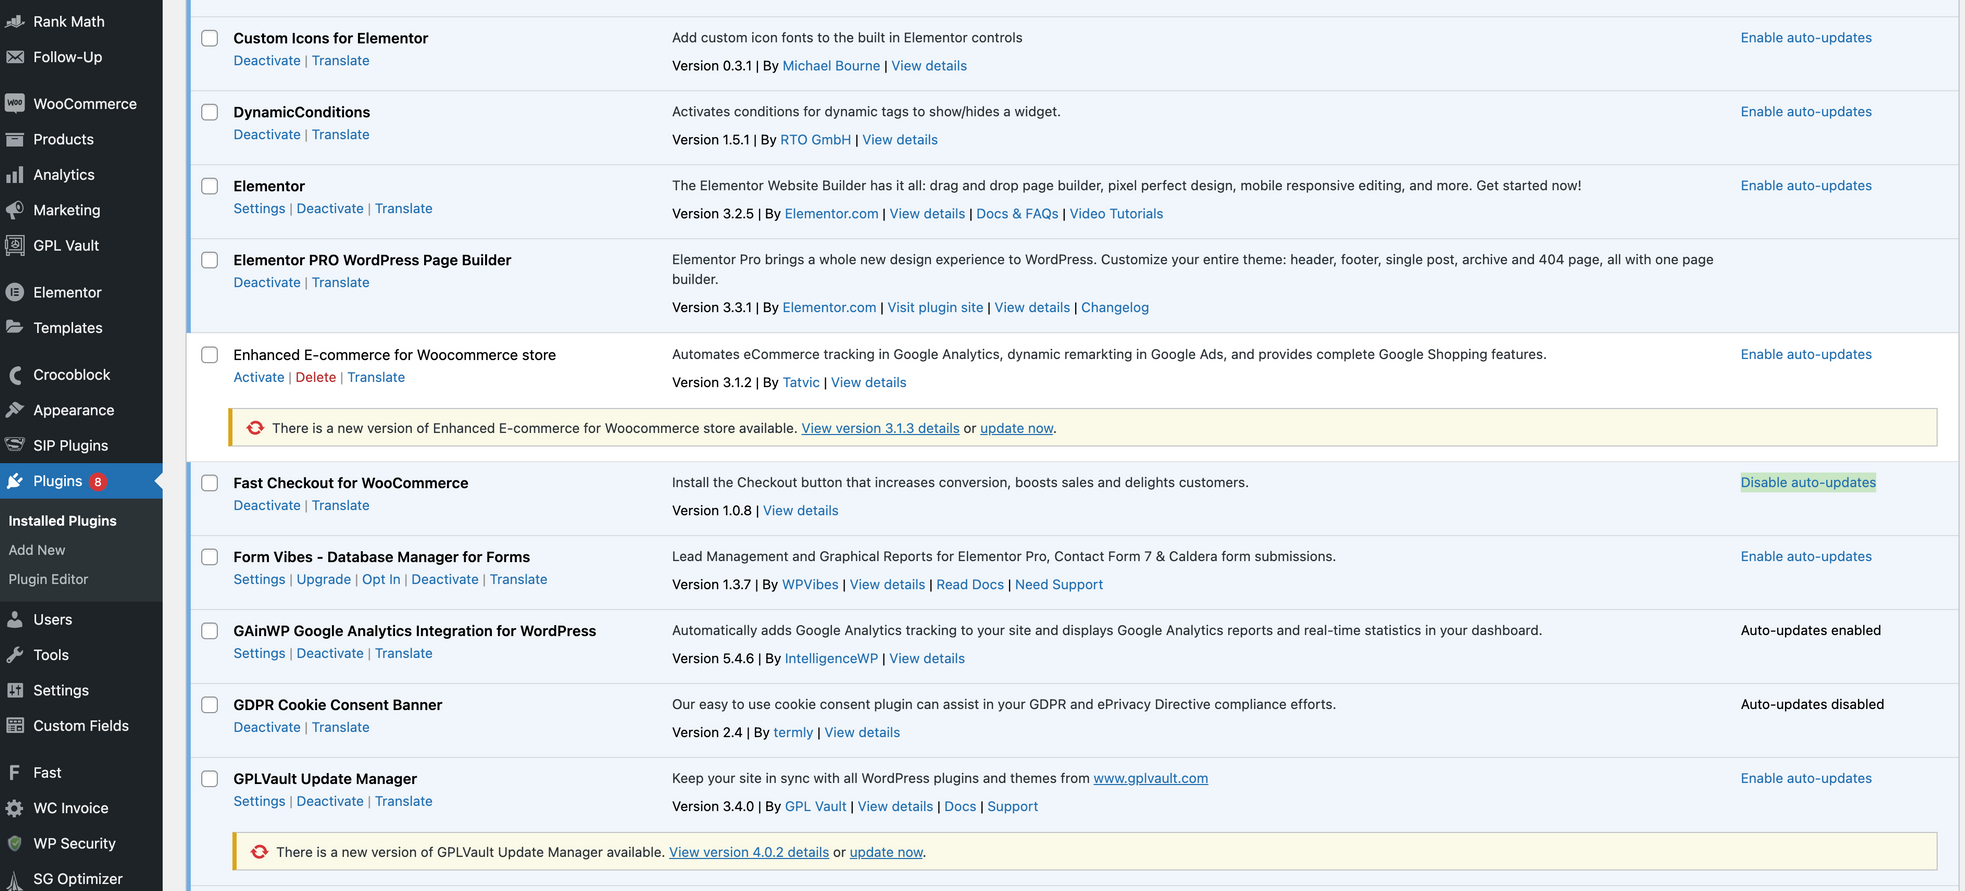 Rank Math
Follow-Up
WooCommerce
Products
Analytics
Marketing
GPL Vault
Elementor
Templates
Crocoblock
Appearance
SIP Plugins
Plugins 8
Installed Plugins
Add New
Plugin Editor
Users
Tools
Settings
Custom Fields
Fast
WC Invoice
WP Security
SG Optimizer
Custom Icons for Elementor
Deactivate | Translate
Add custom icon fonts to the built in Elementor controls
Version 0.3.1 | By Michael Bourne | View details
Enable auto-updates
DynamicConditions
Deactivate | Translate
Activates conditions for dynamic tags to show/hides a widget.
Version 1.5.1 | By RTO GmbH | View details
Enable auto-updates
Elementor
Settings | Deactivate | Translate
The Elementor Website Builder has it all: drag and drop page builder, pixel perfect design, mobile responsive editing, and more. Get started now!
Version 3.2.5 | By Elementor.com | View details | Docs & FAQs | Video Tutorials
Enable auto-updates
Elementor PRO WordPress Page Builder
Deactivate | Translate
Elementor Pro brings a whole new design experience to WordPress. Customize your entire theme: header, footer, single post, archive and 404 page, all with one page
builder.
Version 3.3.1 | By Elementor.com | Visit plugin site | View details | Changelog
Enhanced E-commerce for Woocommerce store
Activate | Delete | Translate
Automates eCommerce tracking in Google Analytics, dynamic remarkting in Google Ads, and provides complete Google Shopping features.
Version 3.1.2 | By Tatvic | View details
Enable auto-updates
There is a new version of Enhanced E-commerce for Woocommerce store available. View version 3.1.3 details or update now.
Fast Checkout for WooCommerce
Deactivate | Translate
Install the Checkout button that increases conversion, boosts sales and delights customers.
Version 1.0.8 | View details
Disable auto-updates
Form Vibes - Database Manager for Forms
Settings | Upgrade | Opt In | Deactivate | Translate
Lead Management and Graphical Reports for Elementor Pro, Contact Form 7 & Caldera form submissions.
Version 1.3.7 | By WPVibes | View details | Read Docs | Need Support
Enable auto-updates
GAinWP Google Analytics Integration for WordPress
Settings | Deactivate | Translate
Automatically adds Google Analytics tracking to your site and displays Google Analytics reports and real-time statistics in your dashboard.
Version 5.4.6 | By IntelligenceWP | View details
Auto-updates enabled
GDPR Cookie Consent Banner
Deactivate | Translate
Our easy to use cookie consent plugin can assist in your GDPR and ePrivacy Directive compliance efforts.
Version 2.4 | By termly | View details
Auto-updates disabled
GPLVault Update Manager
Settings | Deactivate | Translate
Keep your site in sync with all WordPress plugins and themes from www.gplvault.com
Version 3.4.0 | By GPL Vault | View details | Docs | Support
Enable auto-updates
There is a new version of GPLVault Update Manager available. View version 4.0.2 details or update now.